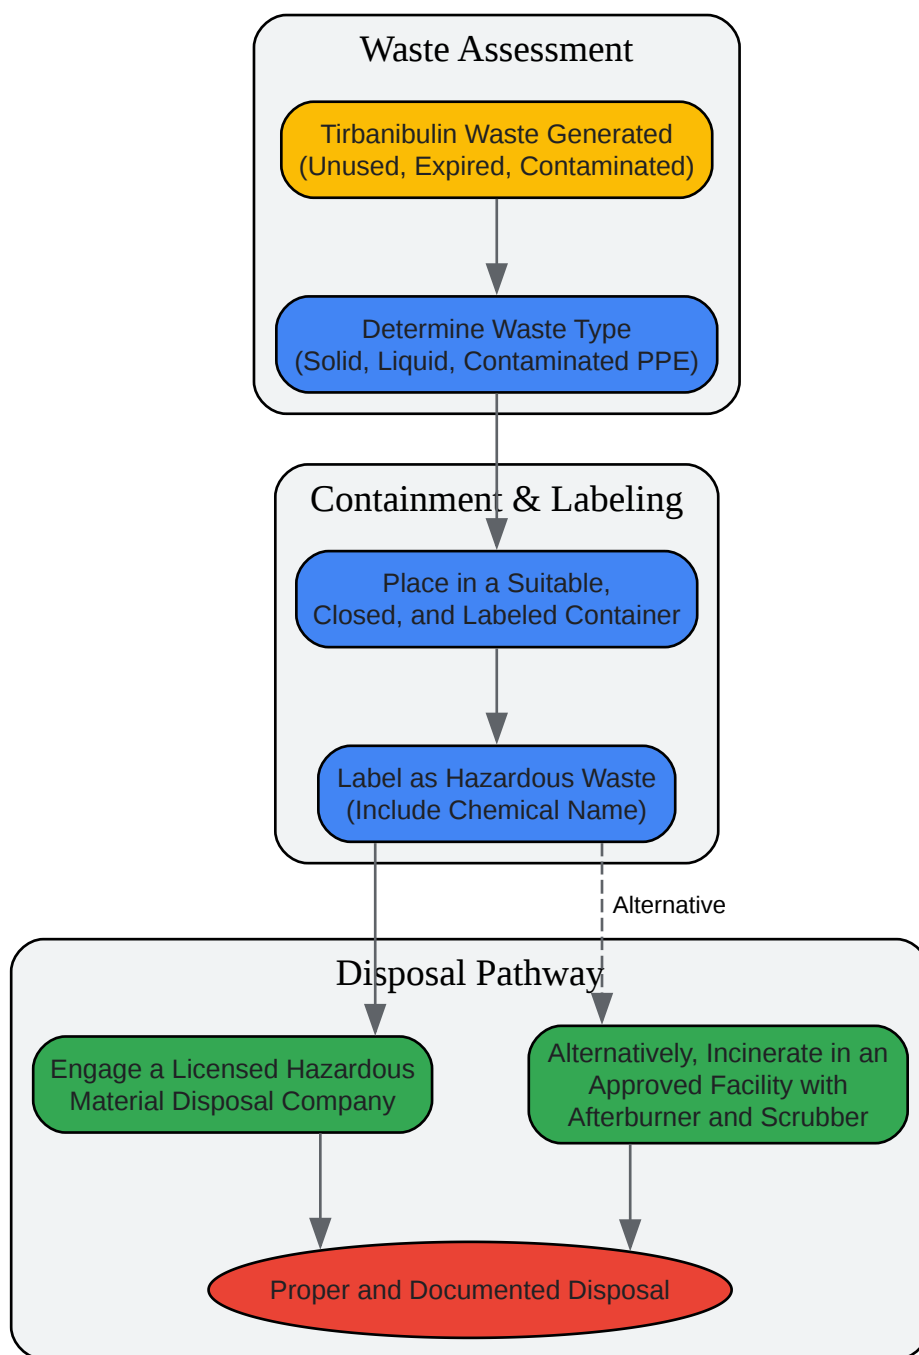 Waste Assessment
Tirbanibulin Waste Generated
(Unused, Expired, Contaminated)
Determine Waste Type
(Solid, Liquid, Contaminated PPE)
Containment & Labeling
Place in a Suitable,
Closed, and Labeled Container
Label as Hazardous Waste
(Include Chemical Name)
Alternative
Disposal Pathway
Engage a Licensed Hazardous
Material Disposal Company
Alternatively, Incinerate in an
Approved Facility with
Afterburner and Scrubber
Proper and Documented Disposal